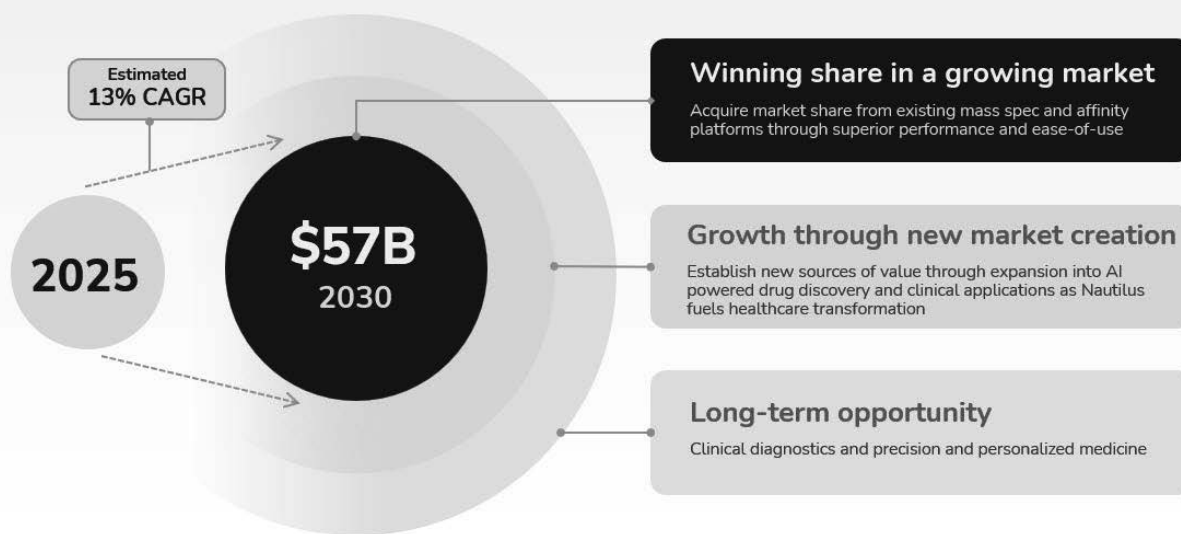 Estimated
13% CAGR
2025
$57B
2030
Winning share in a growing market
Acquire market share from existing mass spec and affinity
platforms through superior performance and ease-of-use
Growth through new market creation
Establish new sources of value through expansion into AI
powered drug discovery and clinical applications as Nautilus
fuels healthcare transformation
Long-term opportunity
Clinical diagnostics and precision and personalized medicine